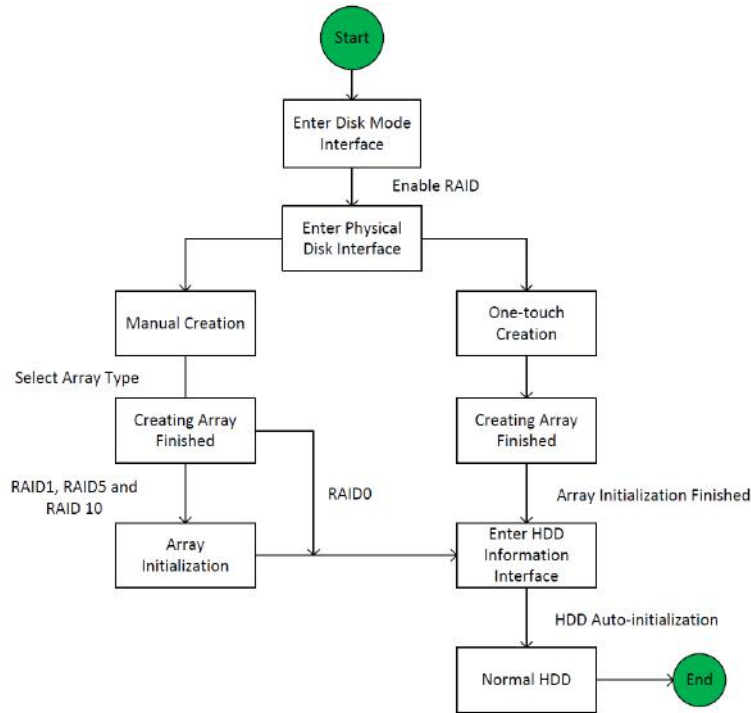 Start
Enter Disk Mode
Interface
Enable RAID
Enter Physical
Disk Interface
Manual Creation
One-touch
Creation
Select Array Type
Creating Array
Finished
Creating Array
Finished
RAID1, RAID5 and
RAID 10
RAID0
Array Initialization Finished
Array
Initialization
Enter HDD
Information
Interface
HDD Auto-initialization
Normal HDD
End